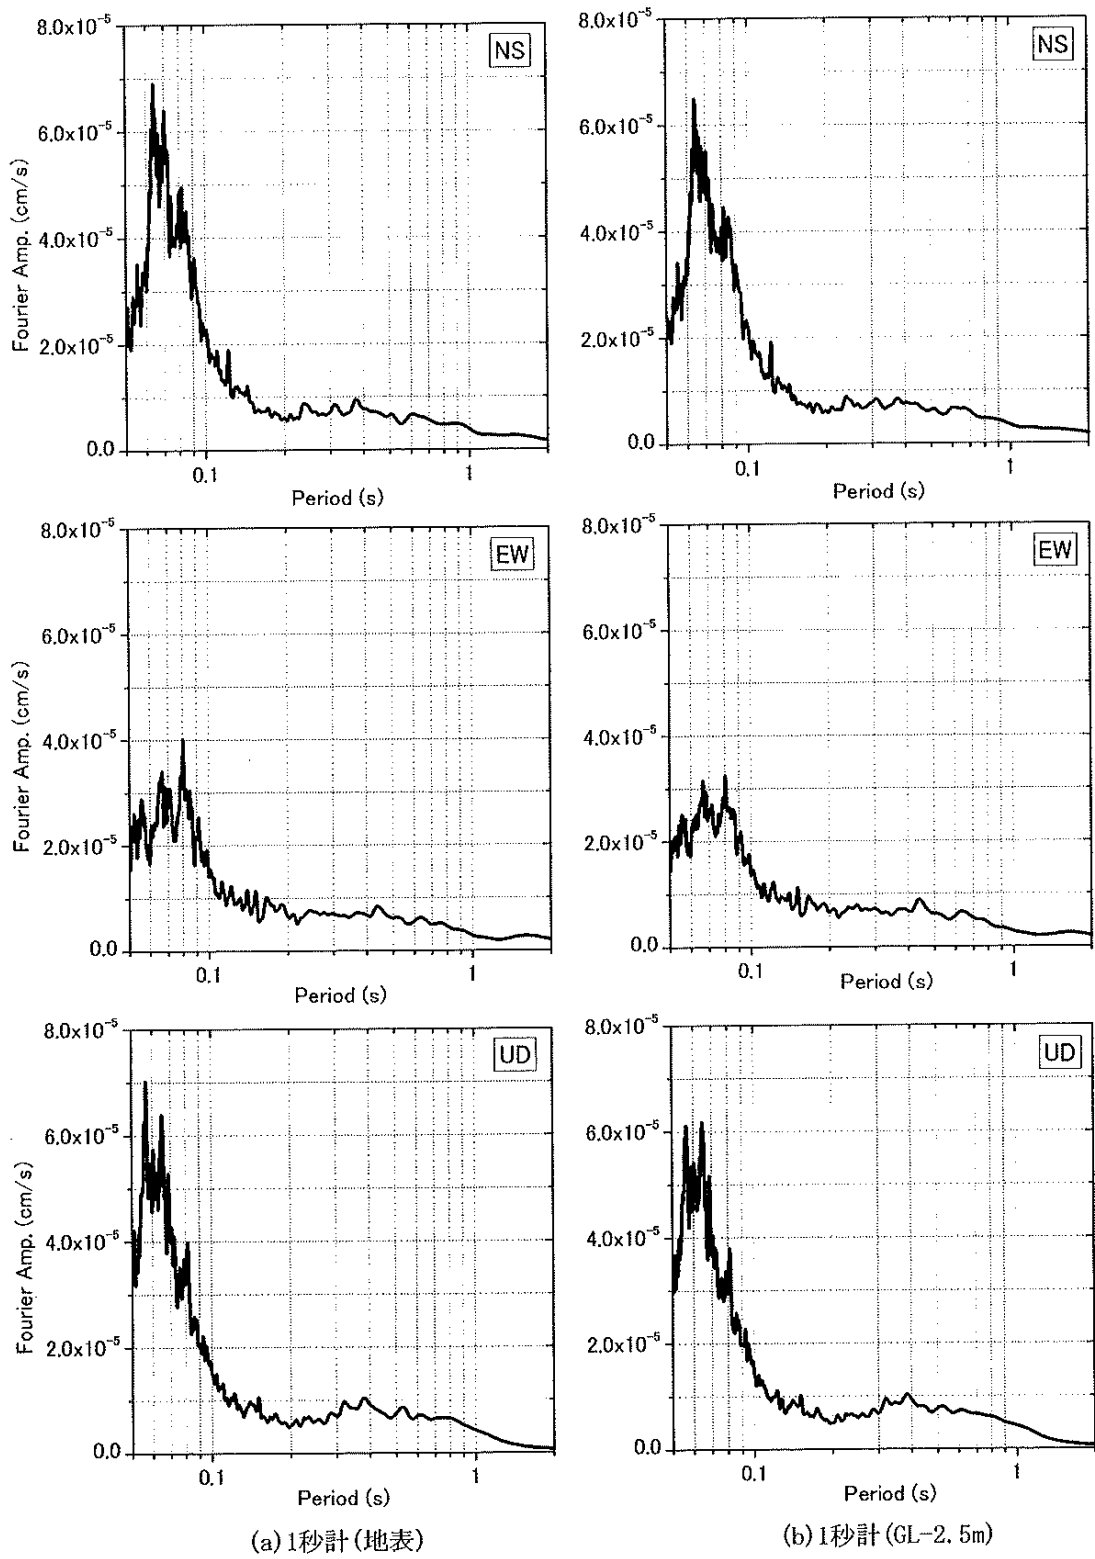 8.0x10⁻⁵
6.0x10⁻⁵
4.0x10⁻⁵
2.0x10⁻⁵
0.0
Fourier Amp. (cm/s)
NS
0.1 1
Period (s)
8.0x10⁻⁵
6.0x10⁻⁵
4.0x10⁻⁵
2.0x10⁻⁵
0.0
NS
0.1 1
Period (s)
8.0x10⁻⁵
6.0x10⁻⁵
4.0x10⁻⁵
2.0x10⁻⁵
0.0
Fourier Amp. (cm/s)
EW
0.1 1
Period (s)
8.0x10⁻⁵
6.0x10⁻⁵
4.0x10⁻⁵
2.0x10⁻⁵
0.0
EW
0.1 1
Period (s)
8.0x10⁻⁵
6.0x10⁻⁵
4.0x10⁻⁵
2.0x10⁻⁵
0.0
Fourier Amp. (cm/s)
UD
0.1 1
Period (s)
8.0x10⁻⁵
6.0x10⁻⁵
4.0x10⁻⁵
2.0x10⁻⁵
0.0
UD
0.1 1
Period (s)
(a)1秒計(地表)
(b)1秒計(GL-2.5m)